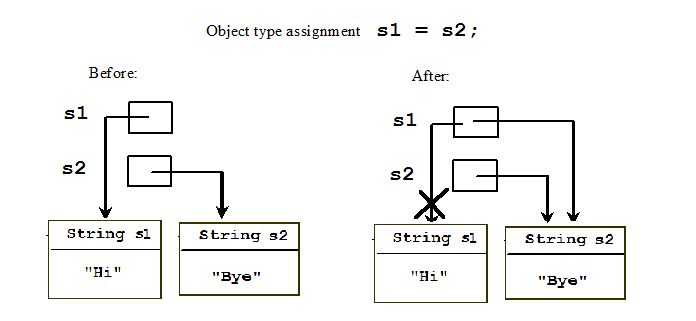 Object type assignment s1 = s2;
Before:
After:
s1
s2
String s1
"Hi"
String s2
"Bye"
s1
s2
String s1
"Hi"
String s2
"Bye"